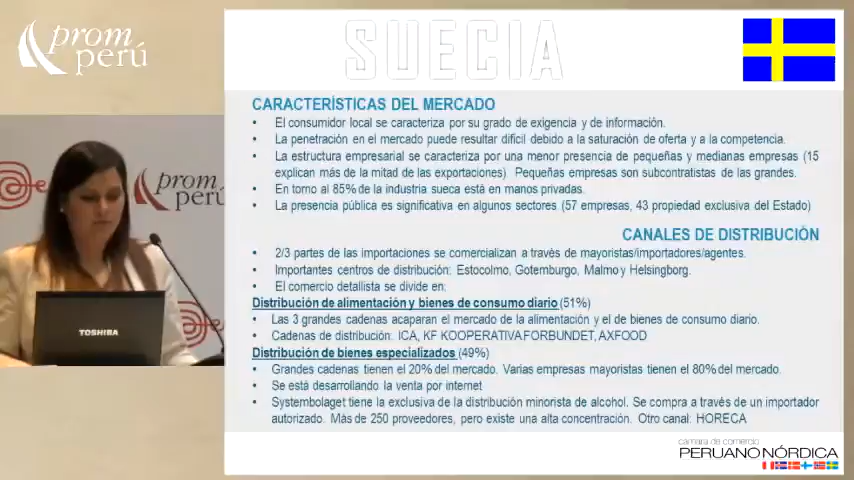 prom
perú
SUECIA
CARACTERÍSTICAS DEL MERCADO
• El consumidor local se caracteriza por su grado de exigencia y de información.
• La penetración en el mercado puede resultar difícil debido a la saturación de oferta y a la competencia.
• La estructura empresarial se caracteriza por una menor presencia de pequeñas y medianas empresas (15
explican más de la mitad de las exportaciones). Pequeñas empresas son subcontratistas de las grandes.
• En torno al 85% de la industria sueca está en manos privadas.
• La presencia pública es significativa en algunos sectores (57 empresas, 43 propiedad exclusiva del Estado)
CANALES DE DISTRIBUCIÓN
• 2/3 partes de las importaciones se comercializan a través de mayoristas/importadores/agentes.
• Importantes centros de distribución: Estocolmo, Gotemburgo, Malmo y Helsingborg.
• El comercio detallista se divide en:
Distribución de alimentación y bienes de consumo diario (51%)
• Las 3 grandes cadenas acaparan el mercado de la alimentación y el de bienes de consumo diario.
• Cadenas de distribución: ICA, KF KOOPERATIVA FORBUNDET, AXFOOD
Distribución de bienes especializados (49%)
• Grandes cadenas tienen el 20% del mercado. Varias empresas mayoristas tienen el 80% del mercado.
• Se está desarrollando la venta por internet
• Systembolaget tiene la exclusiva de la distribución minorista de alcohol. Se compra a través de un importador
autorizado. Más de 250 proveedores, pero existe una alta concentración. Otro canal: HORECA
cámara de comercio
PERUANO NÓRDICA
prom
perú
TOSHIBA